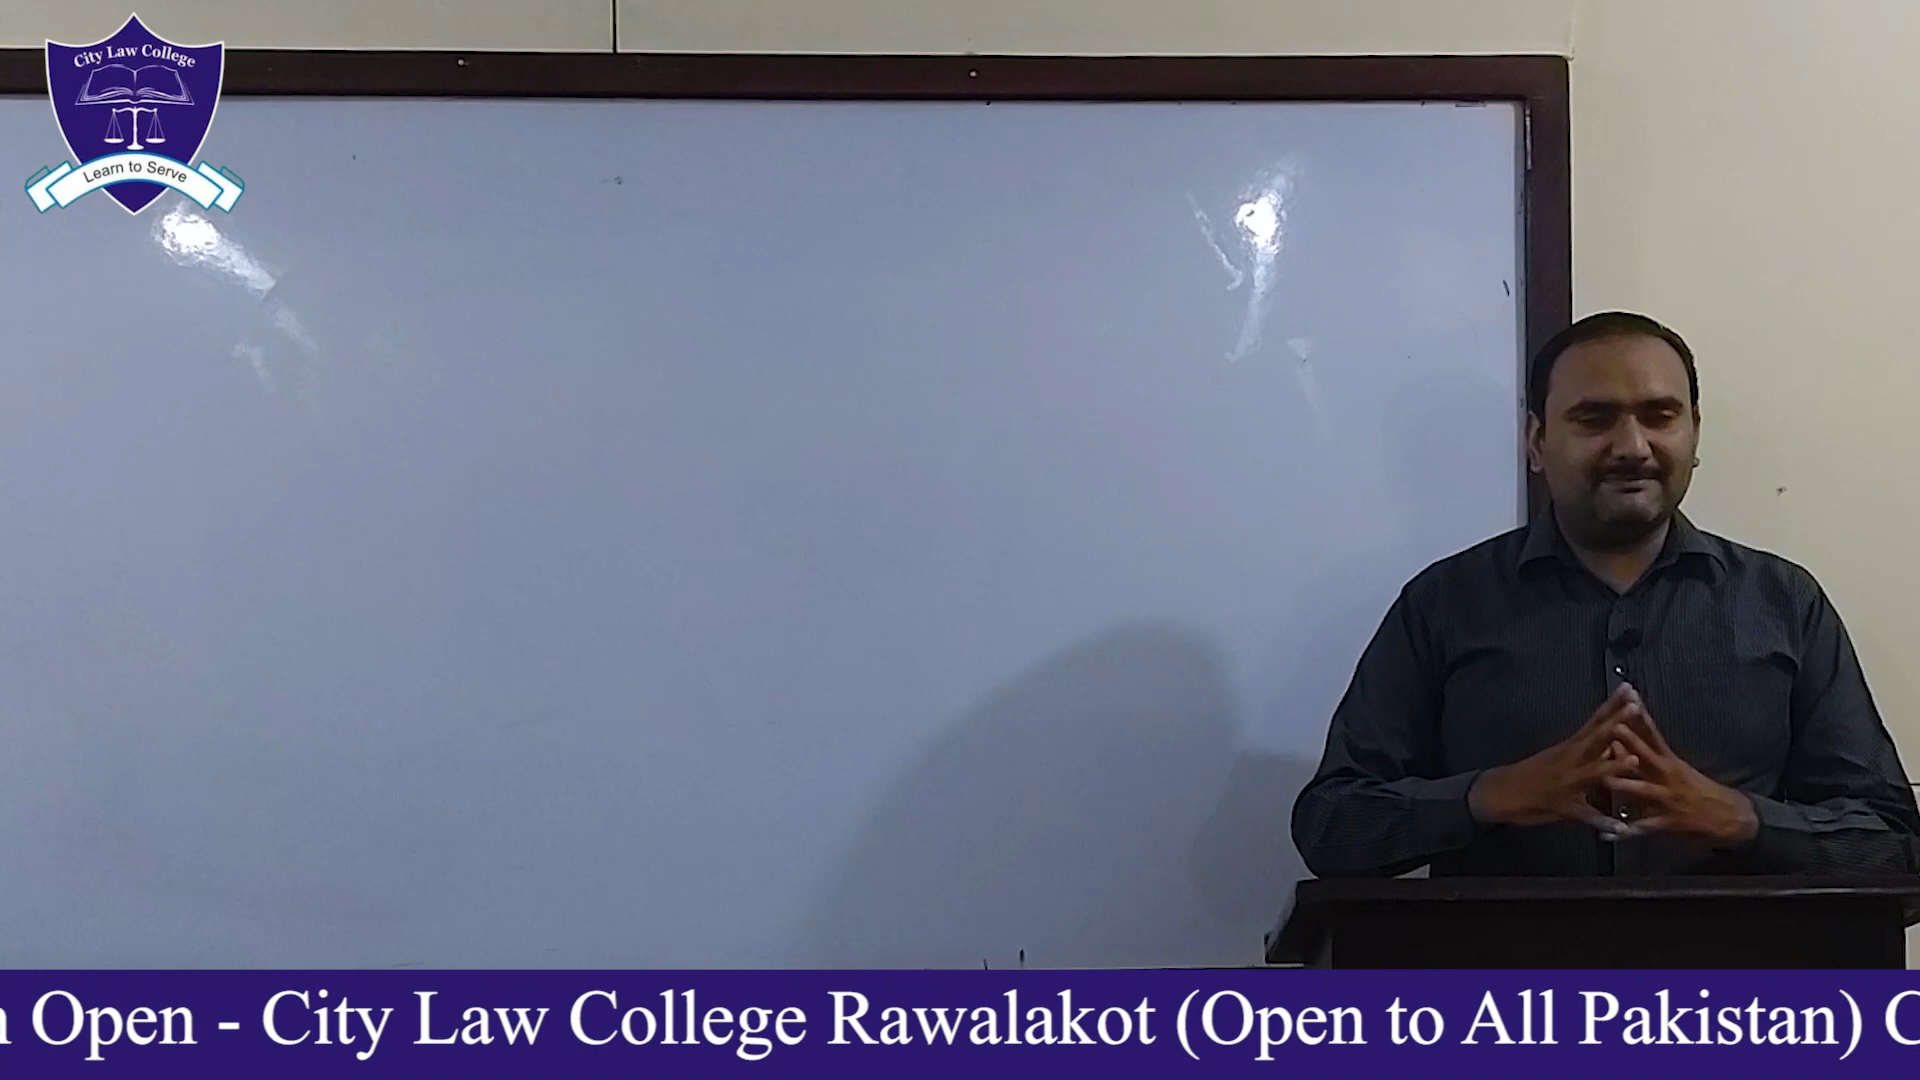 City Law College
Learn to Serve
Open - City Law College Rawalakot (Open to All Pakistan)